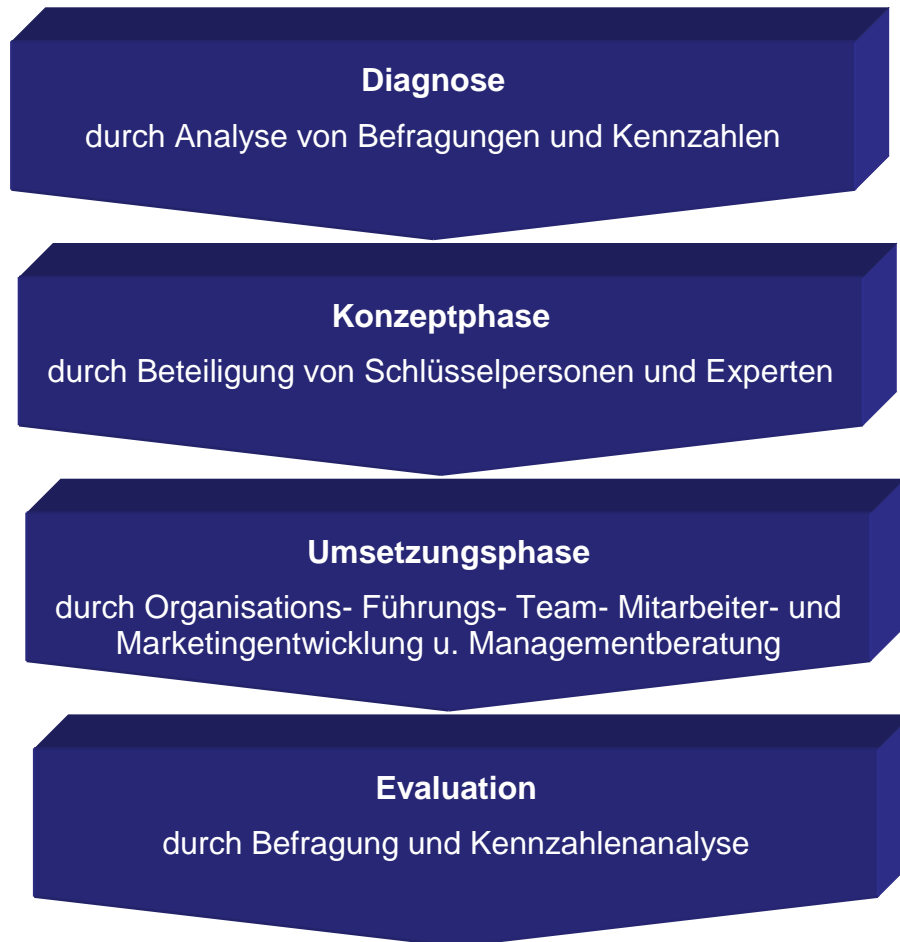 Diagnose
durch Analyse von Befragungen und Kennzahlen
Konzeptphase
durch Beteiligung von Schlüsselpersonen und Experten
Umsetzungsphase
durch Organisations- Führungs- Team- Mitarbeiter- und
Marketingentwicklung u. Managementberatung
Evaluation
durch Befragung und Kennzahlenanalyse